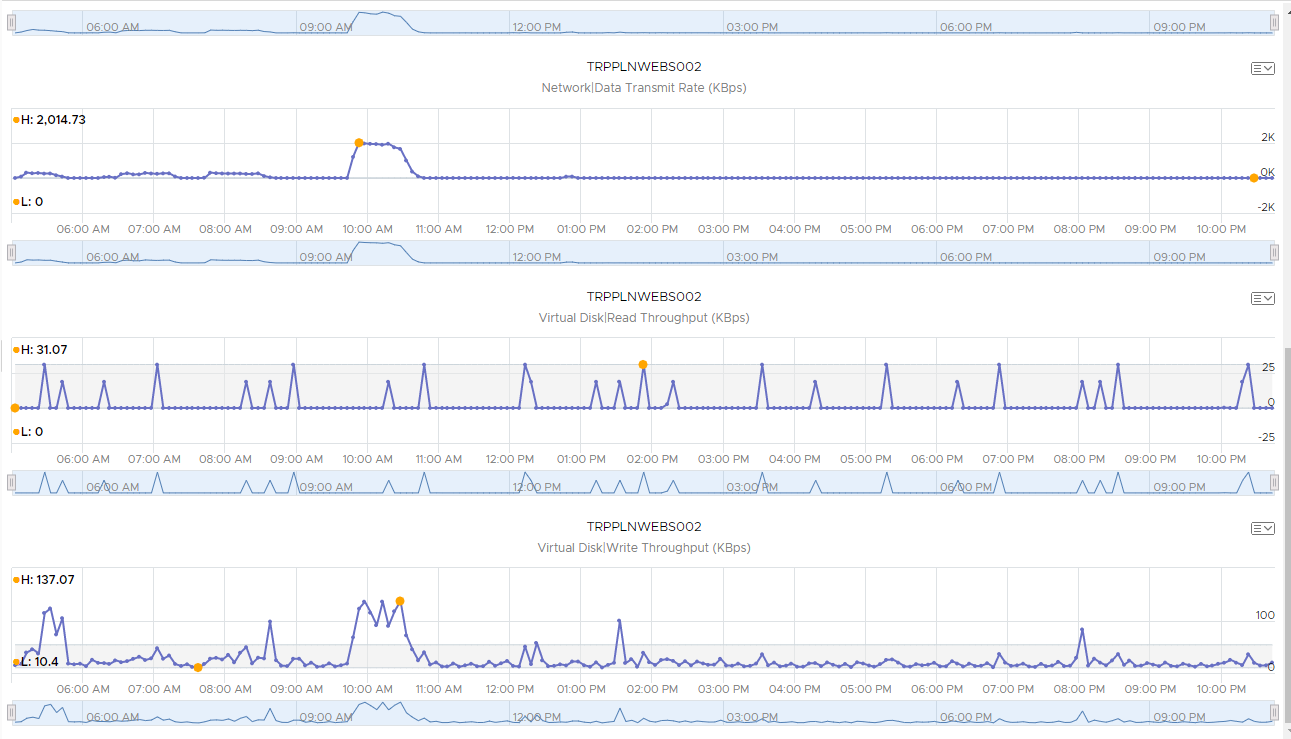 06:00 AM 09:00 AM 12:00 PM 03:00 PM 06:00 PM 09:00 PM
TRPPLNWEBS002
Network|Data Transmit Rate (KBps)
H: 2,014.73
2K
0K
L: 0
-2K
06:00 AM 07:00 AM 08:00 AM 09:00 AM 10:00 AM 11:00 AM 12:00 PM 01:00 PM 02:00 PM 03:00 PM 04:00 PM 05:00 PM 06:00 PM 07:00 PM 08:00 PM 09:00 PM 10:00 PM
06:00 AM 09:00 AM 12:00 PM 03:00 PM 06:00 PM 09:00 PM
TRPPLNWEBS002
Virtual Disk|Read Throughput (KBps)
H: 31.07
25
0
L: 0
-25
06:00 AM 07:00 AM 08:00 AM 09:00 AM 10:00 AM 11:00 AM 12:00 PM 01:00 PM 02:00 PM 03:00 PM 04:00 PM 05:00 PM 06:00 PM 07:00 PM 08:00 PM 09:00 PM 10:00 PM
06:00 AM 09:00 AM 12:00 PM 03:00 PM 06:00 PM 09:00 PM
TRPPLNWEBS002
Virtual Disk|Write Throughput (KBps)
H: 137.07
100
L: 10.4
0
06:00 AM 07:00 AM 08:00 AM 09:00 AM 10:00 AM 11:00 AM 12:00 PM 01:00 PM 02:00 PM 03:00 PM 04:00 PM 05:00 PM 06:00 PM 07:00 PM 08:00 PM 09:00 PM 10:00 PM
06:00 AM 09:00 AM 12:00 PM 03:00 PM 06:00 PM 09:00 PM